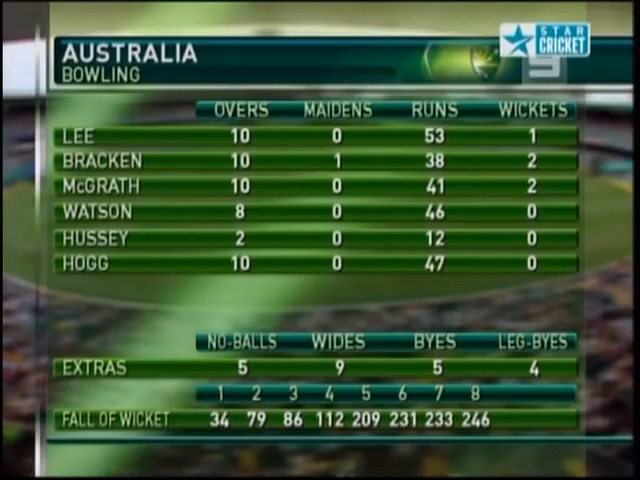 STAR
CRICKET
9
AUSTRALIA
BOWLING
OVERS MAIDENS RUNS WICKETS
LEE 10 0 53 1
BRACKEN 10 1 38 2
McGRATH 10 0 41 2
WATSON 8 0 46 0
HUSSEY 2 0 12 0
HOGG 10 0 47 0
NO-BALLS WIDES BYES LEG-BYES
EXTRAS 5 9 5 4
1 2 3 4 5 6 7 8
FALL OF WICKET 34 79 86 112 209 231 233 246